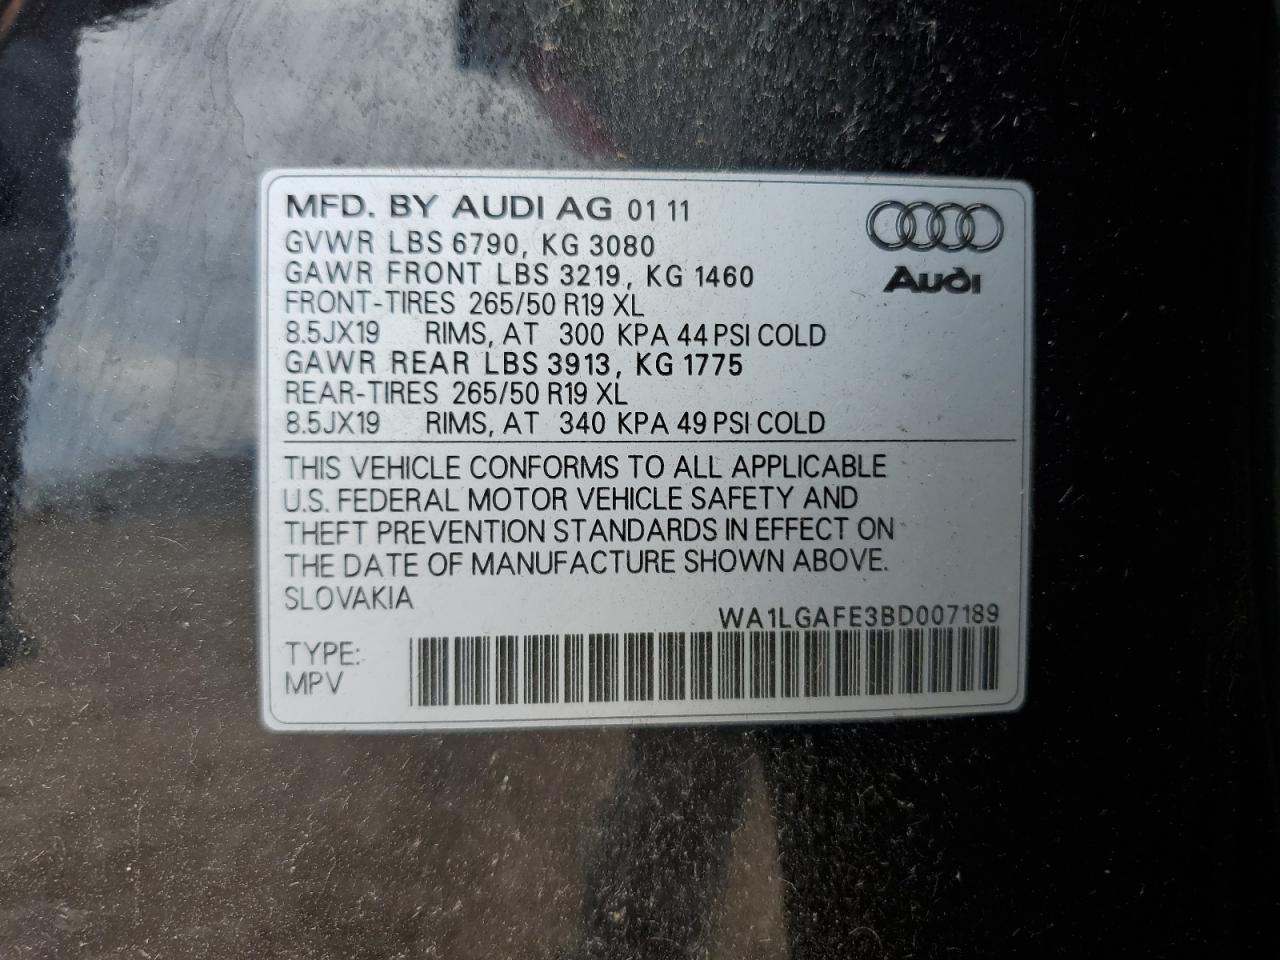 MFD. BY AUDI AG 01 11
GVWR LBS 6790, KG 3080
GAWR FRONT LBS 3219, KG 1460
FRONT-TIRES 265/50 R19 XL
8.5JX19 RIMS, AT 300 KPA 44 PSI COLD
GAWR REAR LBS 3913, KG 1775
REAR-TIRES 265/50 R19 XL
8.5JX19 RIMS, AT 340 KPA 49 PSI COLD
Audi
THIS VEHICLE CONFORMS TO ALL APPLICABLE
U.S. FEDERAL MOTOR VEHICLE SAFETY AND
THEFT PREVENTION STANDARDS IN EFFECT ON
THE DATE OF MANUFACTURE SHOWN ABOVE.
SLOVAKIA
WA1LGAFE3BD007189
TYPE:
MPV